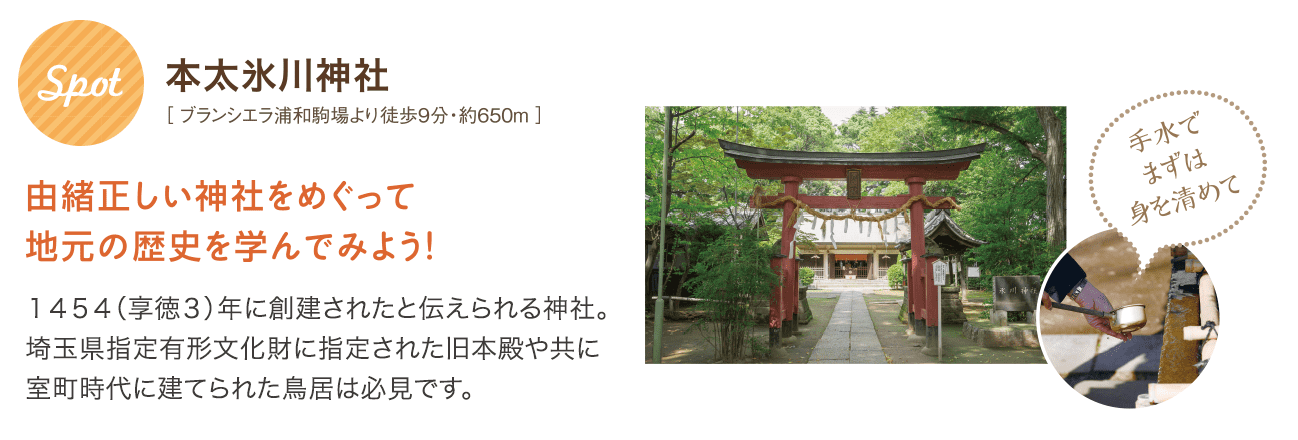 Spot
本太氷川神社
[ ブランシエラ浦和駒場より徒歩9分・約650m ]
由緒正しい神社をめぐって
地元の歴史を学んでみよう!
１４５４（享徳３）年に創建されたと伝えられる神社。
埼玉県指定有形文化財に指定された旧本殿や共に
室町時代に建てられた鳥居は必見です。
手水で
まずは
身を清めて
氷川神社